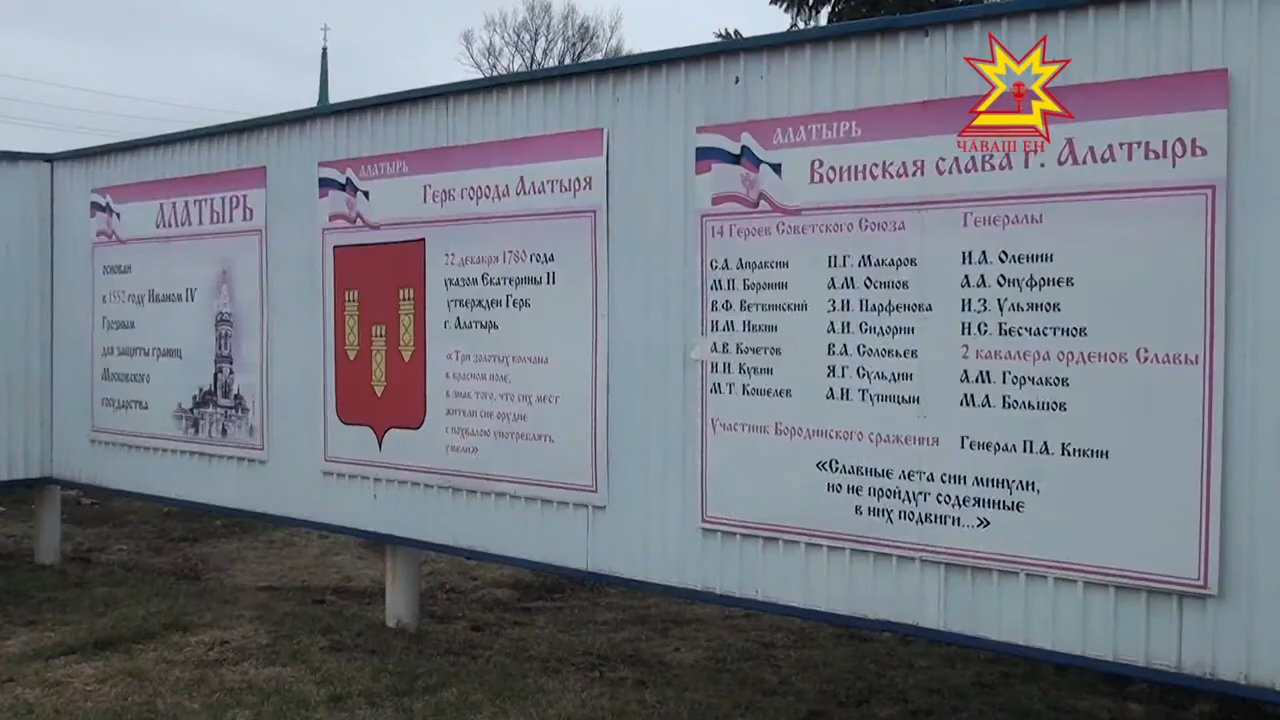 АЛАТЫРЬ
основан
в 1552 году Иваном IV
Грозным
для защиты границ
Московского
государства
АЛАТЫРЬ
Герб города Алатыря
22 декабря 1780 года
указом Екатерины II
утвержден Герб
г. Алатырь
«Три золотых колчана
в красном поле,
в знак того, что сих мест
жители сие орудие
с похвалою употреблять
умели»
АЛАТЫРЬ
Воинская слава г. Алатырь
14 Героев Советского Союза
С.А. Апраксин
М.П. Боронин
В.Ф. Ветвинский
И.М. Ивкин
А.В. Кочетов
И.И. Кувин
М.Т. Кошелев
П.Г. Макаров
А.М. Осипов
З.И. Парфенова
А.И. Сидорин
В.А. Соловьев
Я.Г. Сульдин
А.И. Тупицын
Генералы
И.А. Оленин
А.А. Онуфриев
И.З. Ульянов
Н.С. Бесчастнов
2 кавалера орденов Славы
А.М. Горчаков
М.А. Большов
Участник Бородинского сражения
Генерал П.А. Кикин
«Славные лета сии минули,
но не пройдут содеянные
в них подвиги...»
ЧӐВАШ ЕН